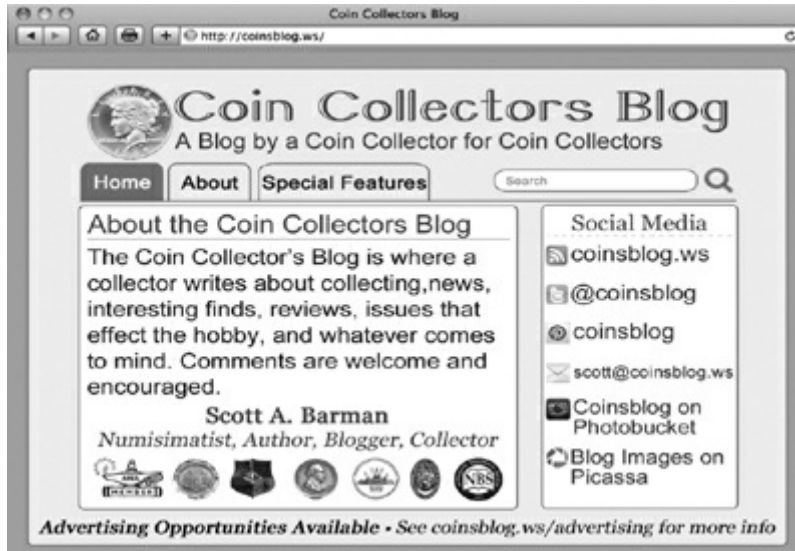 Coin Collectors Blog
http://coinsblog.ws/
Coin Collectors Blog
A Blog by a Coin Collector for Coin Collectors
Home About Special Features Search
About the Coin Collectors Blog
The Coin Collector's Blog is where a
collector writes about collecting,news,
interesting finds, reviews, issues that
effect the hobby, and whatever comes
to mind. Comments are welcome and
encouraged.
Scott A. Barman
Numisimatist, Author, Blogger, Collector
MEMBER
NBS
Social Media
coinsblog.ws
@coinsblog
coinsblog
scott@coinsblog.ws
Coinsblog on
Photobucket
Blog Images on
Picassa
Advertising Opportunities Available • See coinsblog.ws/advertising for more info